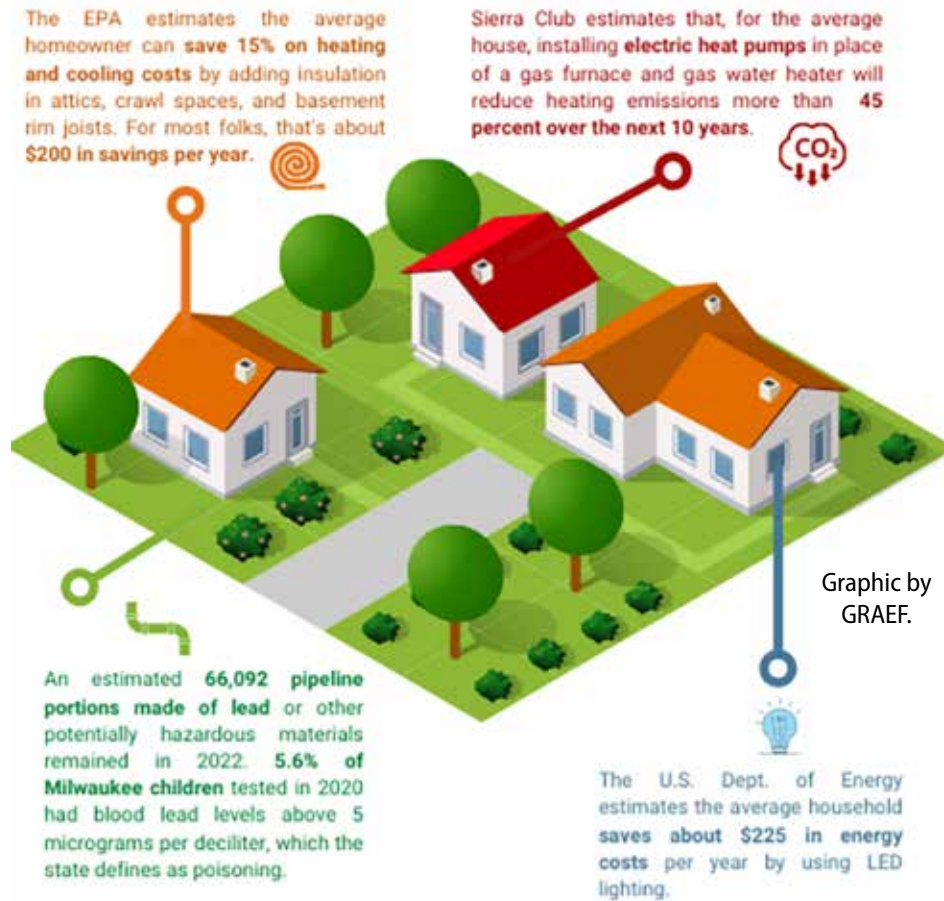 The EPA estimates the average
homeowner can save 15% on heating
and cooling costs by adding insulation
in attics, crawl spaces, and basement
rim joists. For most folks, that's about
$200 in savings per year.
Sierra Club estimates that, for the average
house, installing electric heat pumps in place
of a gas furnace and gas water heater will
reduce heating emissions more than 45
percent over the next 10 years.
CO₂
Graphic by
GRAEF.
An estimated 66,092 pipeline
portions made of lead or other
potentially hazardous materials
remained in 2022. 5.6% of
Milwaukee children tested in 2020
had blood lead levels above 5
micrograms per deciliter, which the
state defines as poisoning.
The U.S. Dept. of Energy
estimates the average household
saves about $225 in energy
costs per year by using LED
lighting.